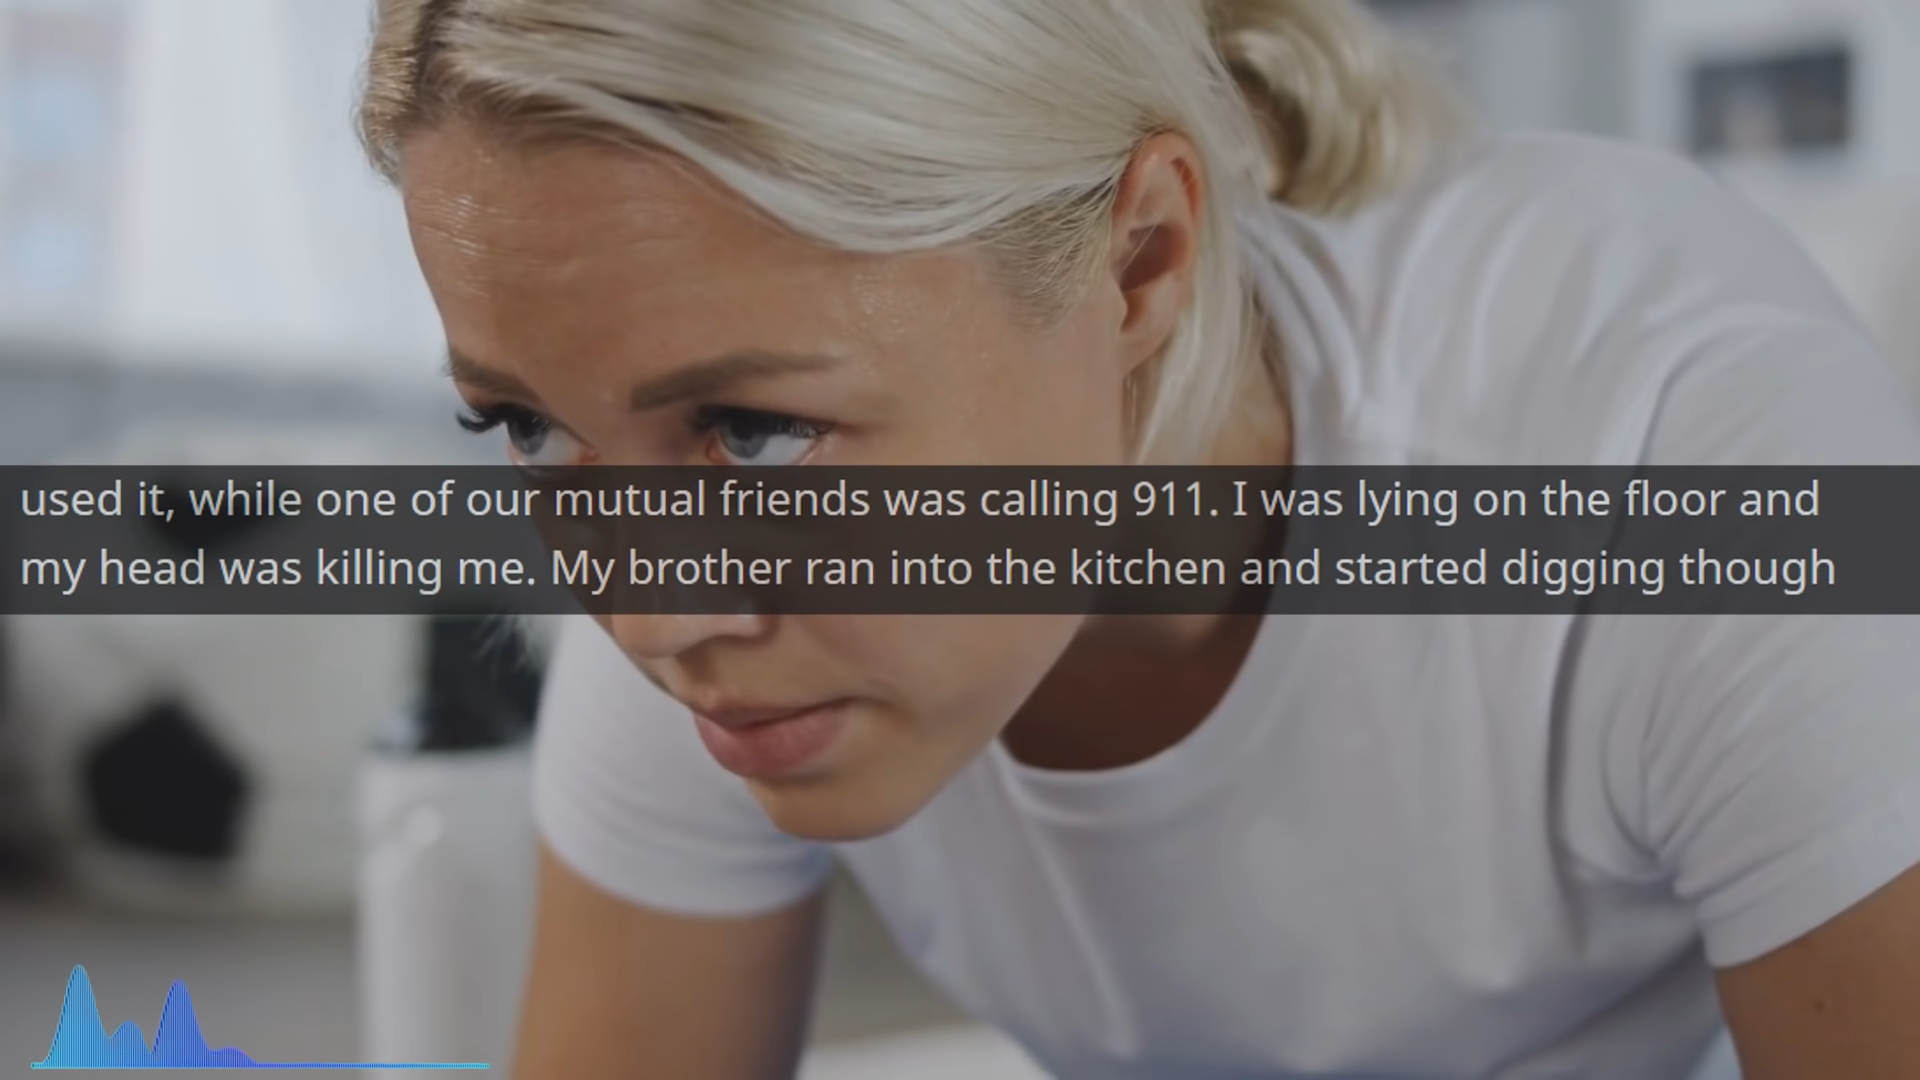 used it, while one of our mutual friends was calling 911. I was lying on the floor and
my head was killing me. My brother ran into the kitchen and started digging though